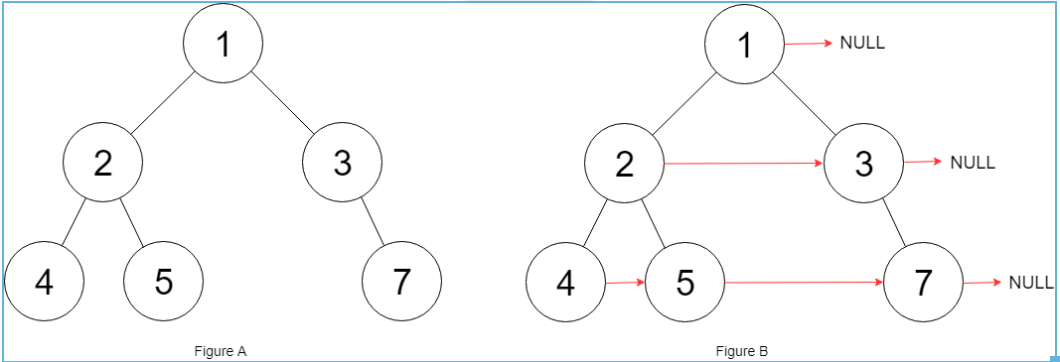 1
2 3
4 5 7
Figure A
1 NULL
2 3 NULL
4 5 7 NULL
Figure B